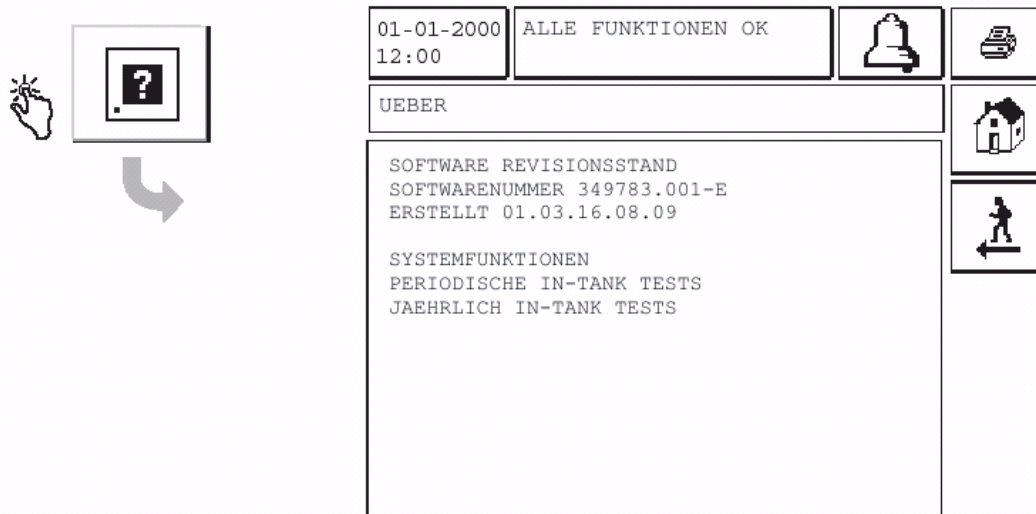 ?
01-01-2000
12:00
ALLE FUNKTIONEN OK
UEBER
SOFTWARE REVISIONSSTAND
SOFTWARENUMMER 349783.001-E
ERSTELLT 01.03.16.08.09
SYSTEMFUNKTIONEN
PERIODISCHE IN-TANK TESTS
JAEHRLICH IN-TANK TESTS